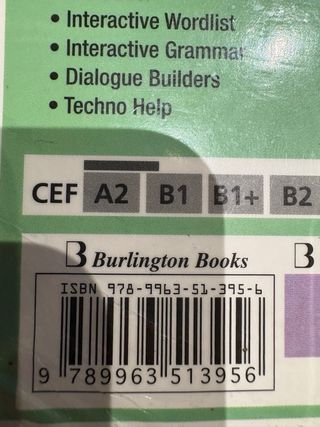 • Interactive Wordlist
• Interactive Grammar
• Dialogue Builders
• Techno Help
CEF A2 B1 B1+ B2
B Burlington Books B
ISBN 978-9963-51-395-6
9 789963 513956